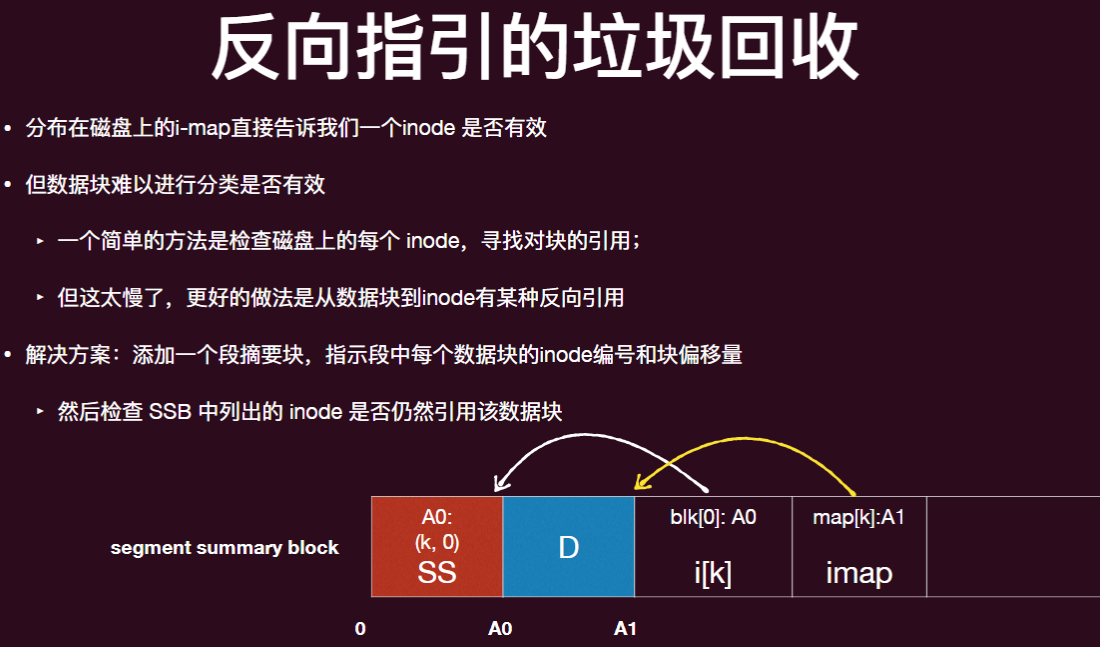 反向指引的垃圾回收
• 分布在磁盘上的i-map直接告诉我们一个inode 是否有效
• 但数据块难以进行分类是否有效
‣ 一个简单的方法是检查磁盘上的每个 inode，寻找对块的引用；
‣ 但这太慢了，更好的做法是从数据块到inode有某种反向引用
• 解决方案：添加一个段摘要块，指示段中每个数据块的inode编号和块偏移量
‣ 然后检查 SSB 中列出的 inode 是否仍然引用该数据块
segment summary block
A0:
(k, 0)
SS
D
blk[0]: A0
i[k]
map[k]:A1
imap
0
A0
A1